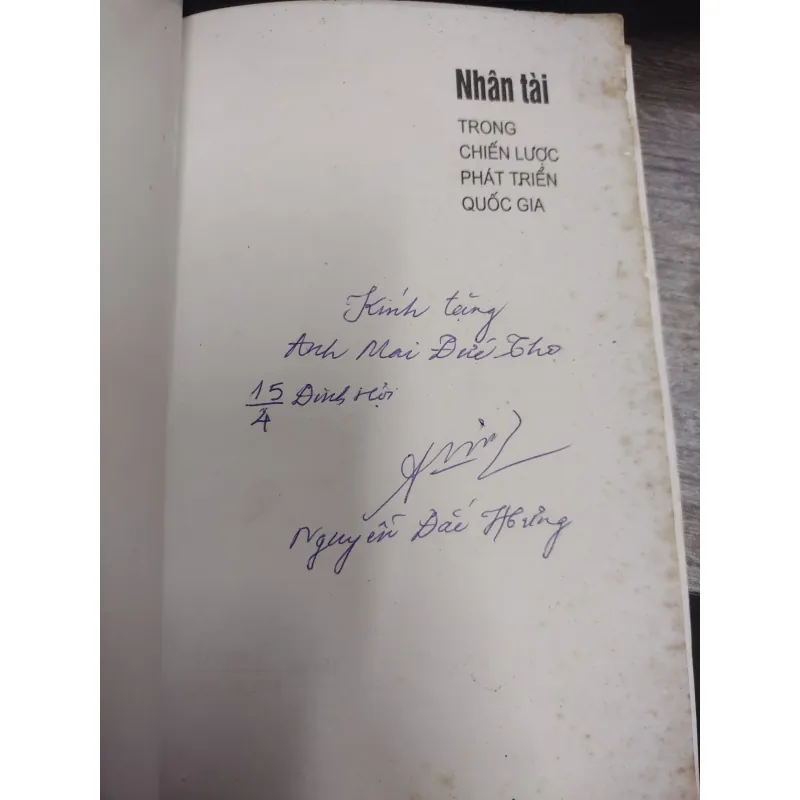 Nhân tài
TRONG
CHIẾN LƯỢC
PHÁT TRIỂN
QUỐC GIA
Kính tặng
Anh Mai Đức Thọ
15/4 Đinh Hợi
Nguyễn Đắc Hưng